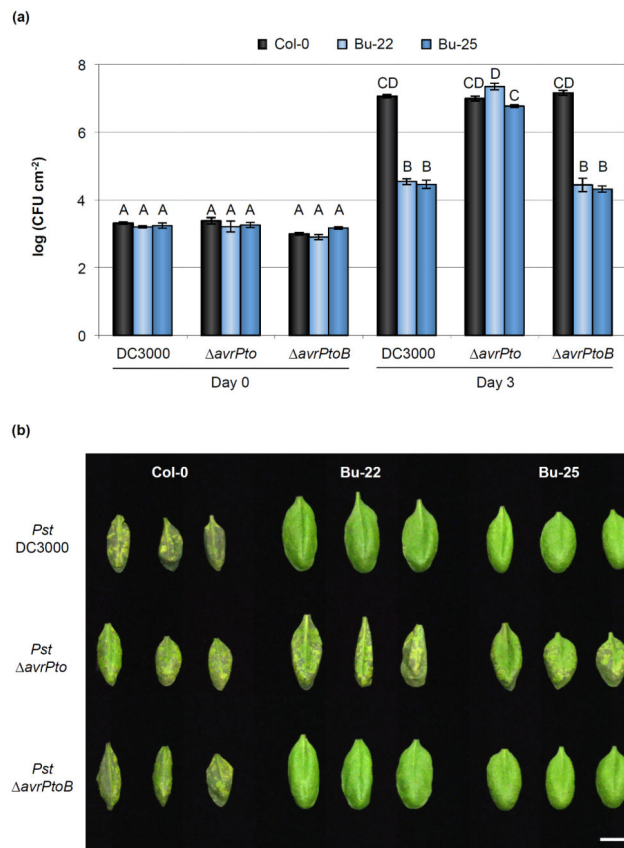 (a)
Col-0 Bu-22 Bu-25
8
6
4
2
0
log (CFU cm⁻²)
A A A A A A A A A CD B B CD D C CD B B
DC3000 ΔavrPto ΔavrPtoB DC3000 ΔavrPto ΔavrPtoB
Day 0 Day 3
(b)
Col-0 Bu-22 Bu-25
Pst
DC3000
Pst
ΔavrPto
Pst
ΔavrPtoB